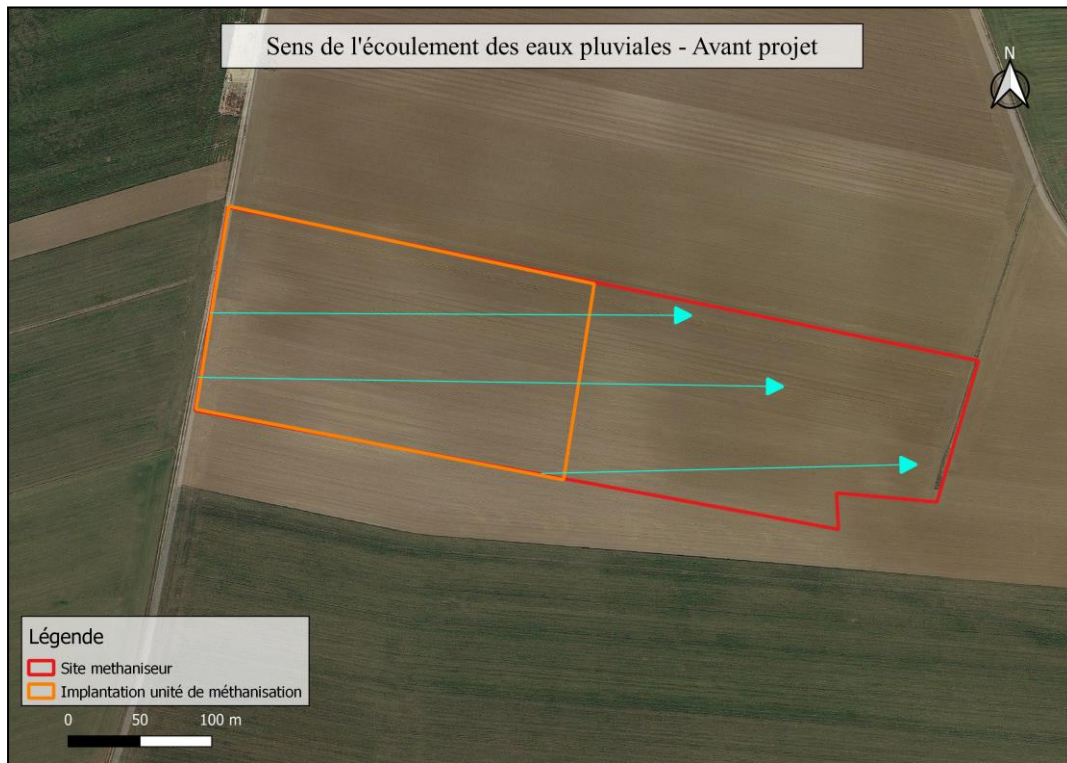 Sens de l'écoulement des eaux pluviales - Avant projet
N
Légende
Site methaniseur
Implantation unité de méthanisation
0 50 100 m